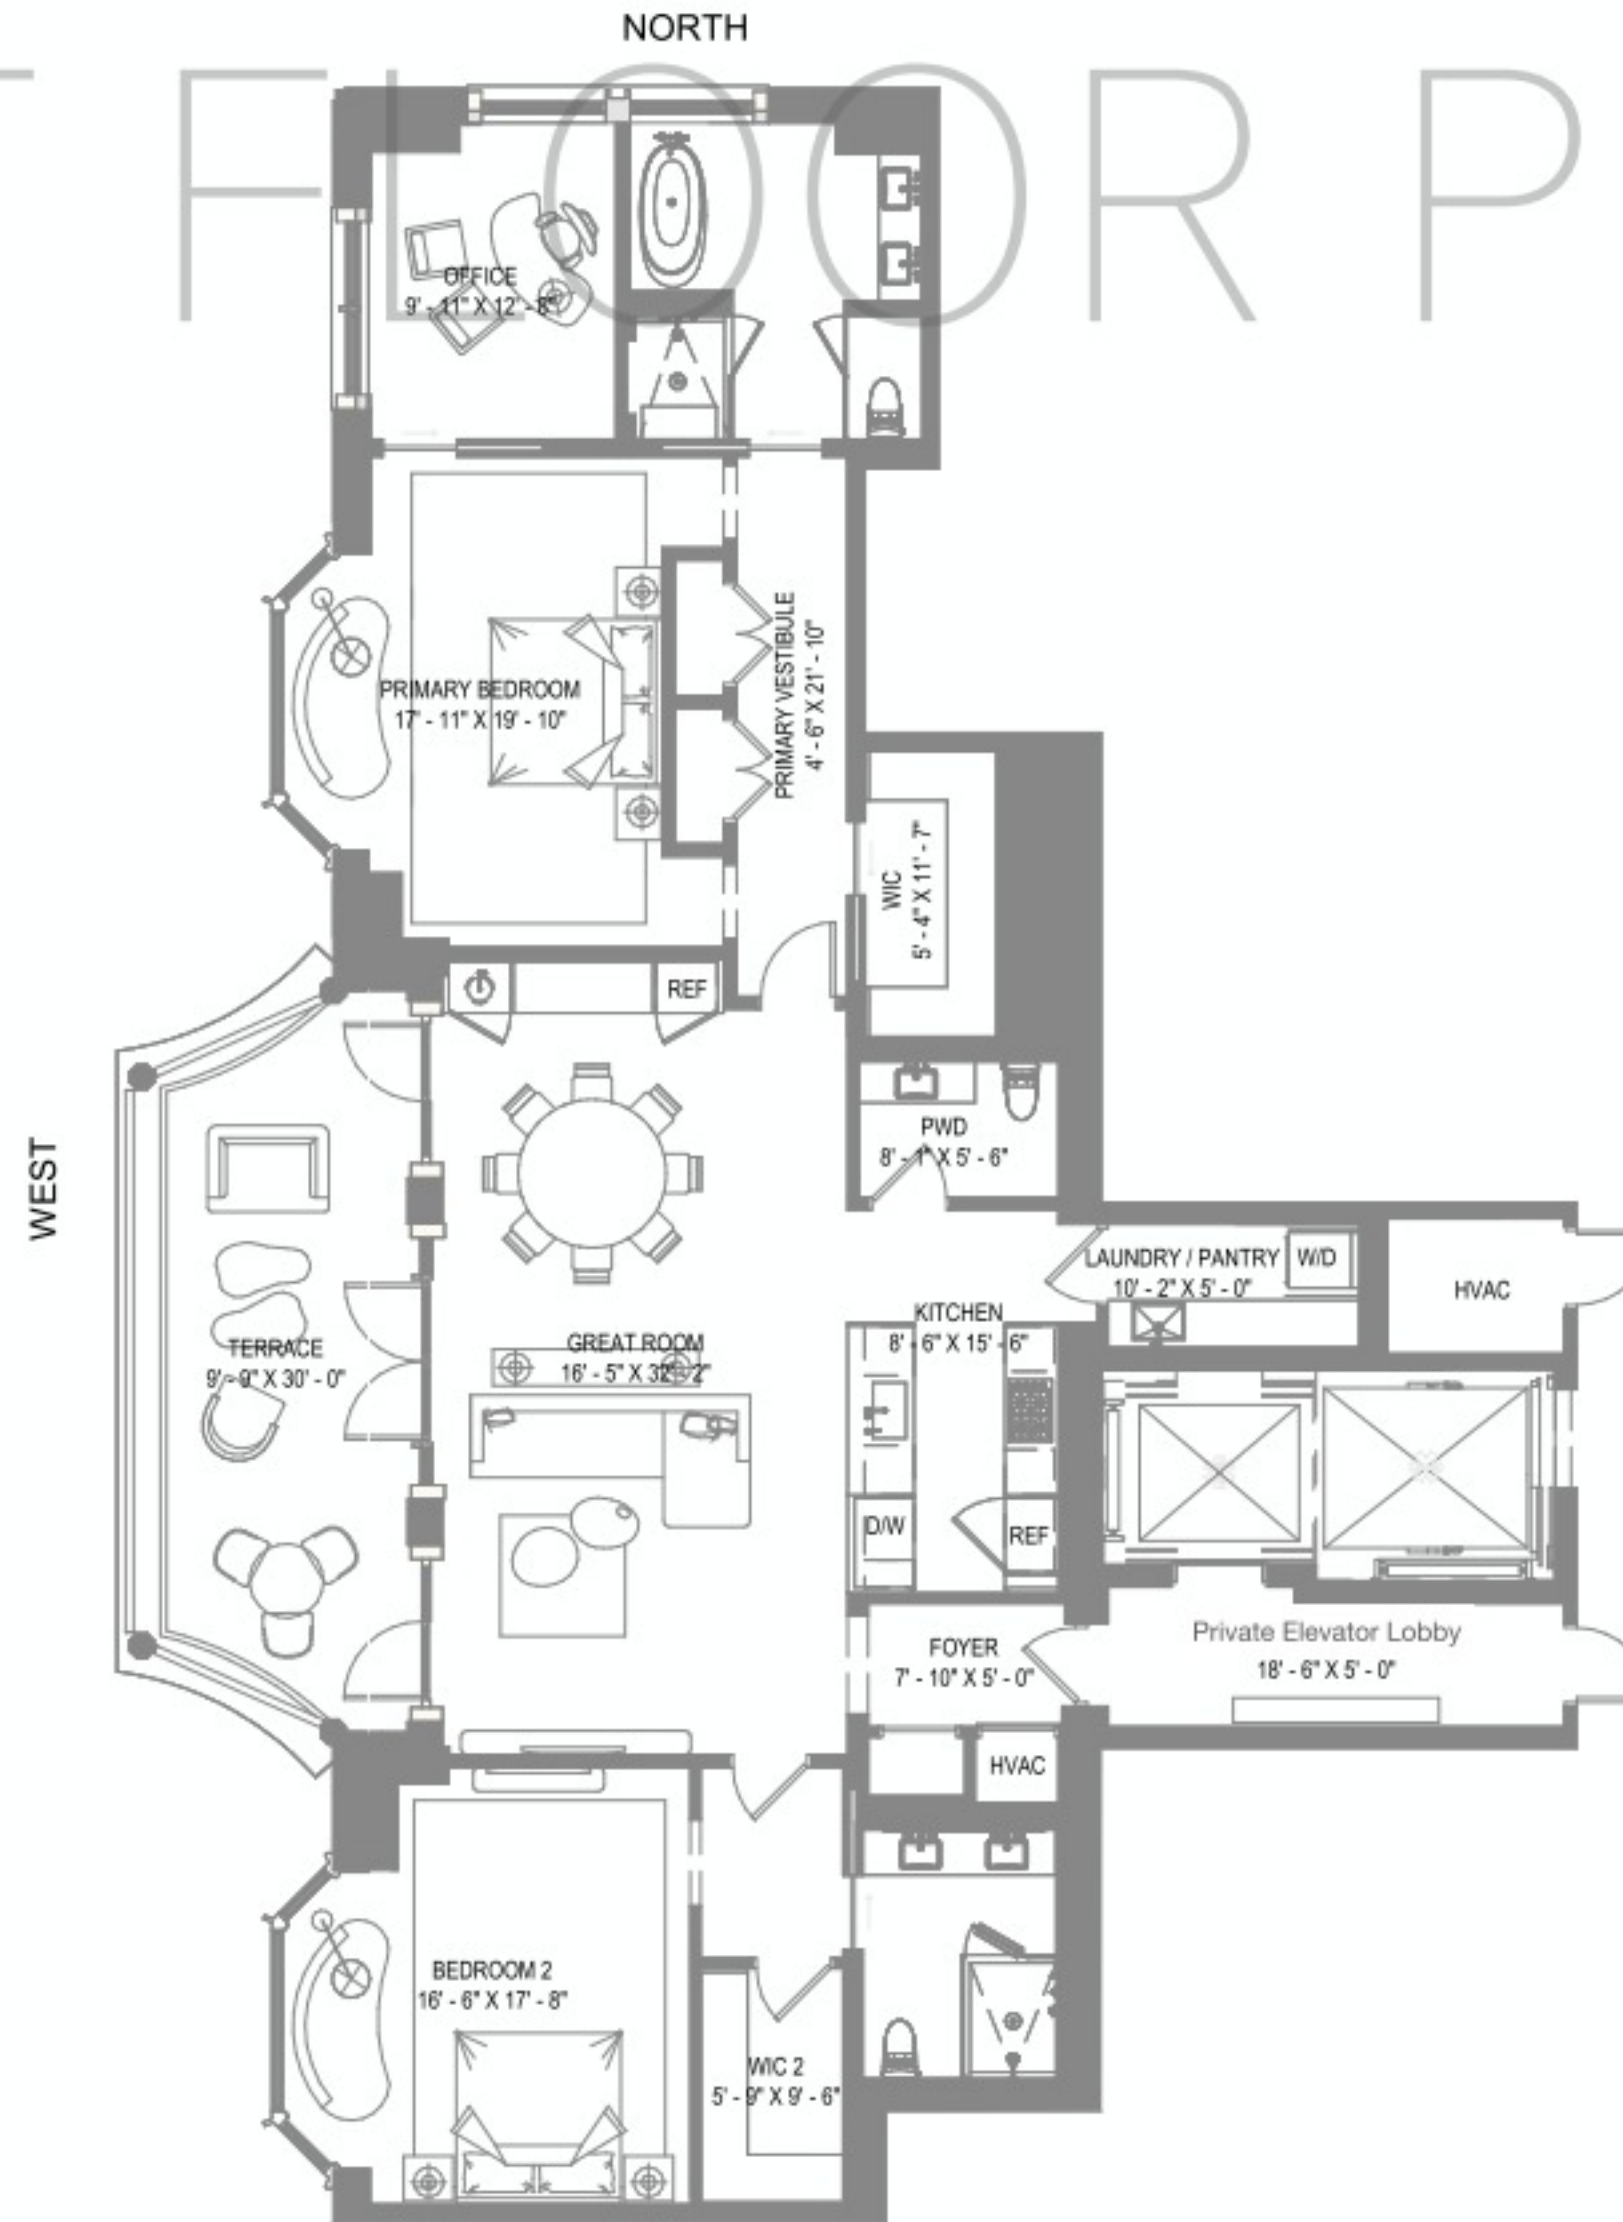 NORTH
T FLOOR P
OFFICE
9' - 11" X 12' - 8"
PRIMARY BEDROOM
17' - 11" X 19' - 10"
PRIMARY VESTIBULE
4' - 6" X 21' - 10"
WIC
5' - 4" X 11' - 7"
REF
PWD
8' - 1" X 5' - 6"
WEST
LAUNDRY / PANTRY
10' - 2" X 5' - 0"
W/D
HVAC
KITCHEN
8' - 6" X 15' - 6"
GREAT ROOM
16' - 5" X 32' - 2"
TERRACE
9' - 9" X 30' - 0"
D/W
REF
FOYER
7' - 10" X 5' - 0"
Private Elevator Lobby
18' - 6" X 5' - 0"
HVAC
BEDROOM 2
16' - 6" X 17' - 8"
WIC 2
5' - 9" X 9' - 6"